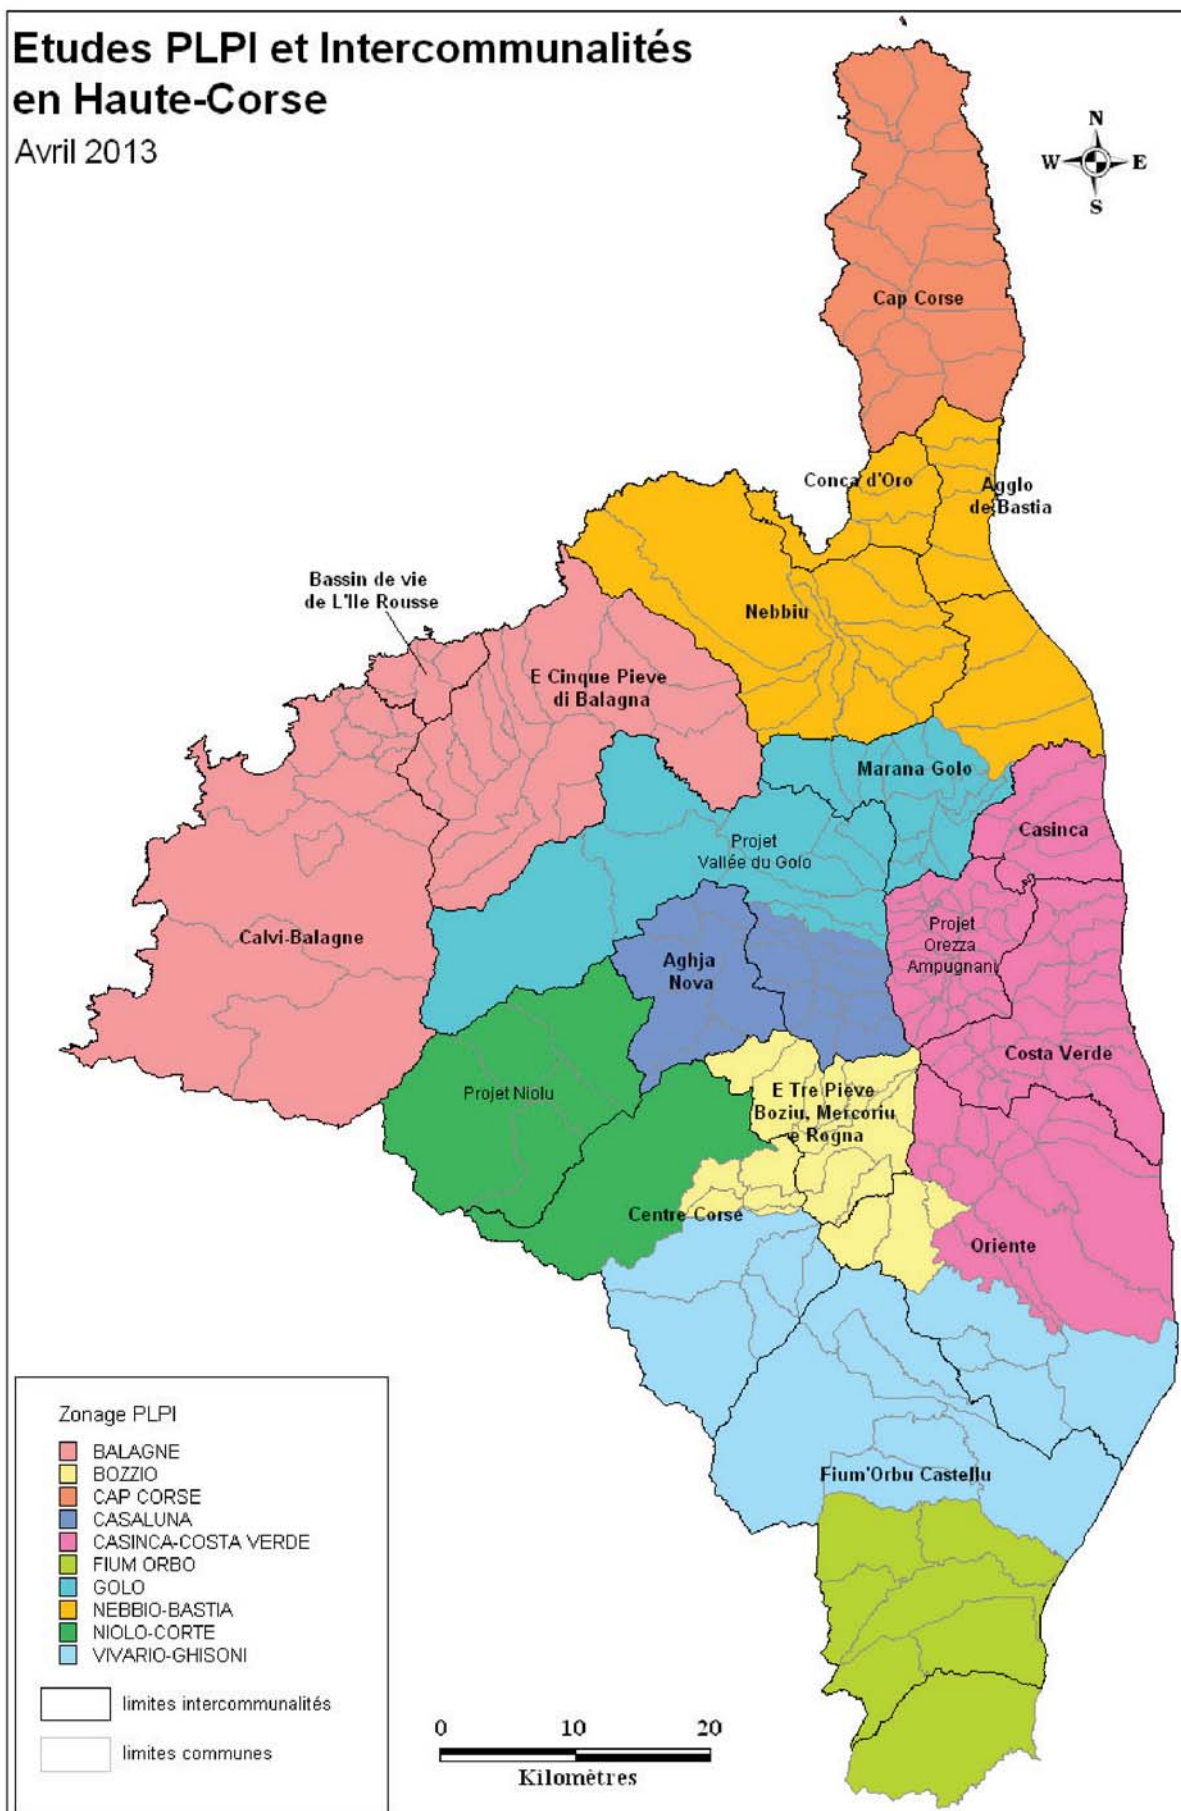 Etudes PLPI et Intercommunalités
en Haute-Corse
Avril 2013
N
W
E
S
Cap Corse
Conca d'Oro
Agglo
de Bastia
Bassin de vie
de L'Ile Rousse
Nebbiu
E Cinque Pieve
di Balagna
Marana Golo
Casinca
Projet
Vallée du Golo
Calvi-Balagne
Projet
Orezza
Ampugnani
Aghja
Nova
Costa Verde
Projet Niolu
E Tre Pieve
Boziu, Mercoriu
e Rogna
Centre Corse
Oriente
Fium'Orbu Castellu
Zonage PLPI
BALAGNE
BOZZIO
CAP CORSE
CASALUNA
CASINCA-COSTA VERDE
FIUM ORBO
GOLO
NEBBIO-BASTIA
NIOLO-CORTE
VIVARIO-GHISONI
limites intercommunalités
limites communes
0 10 20
Kilomètres